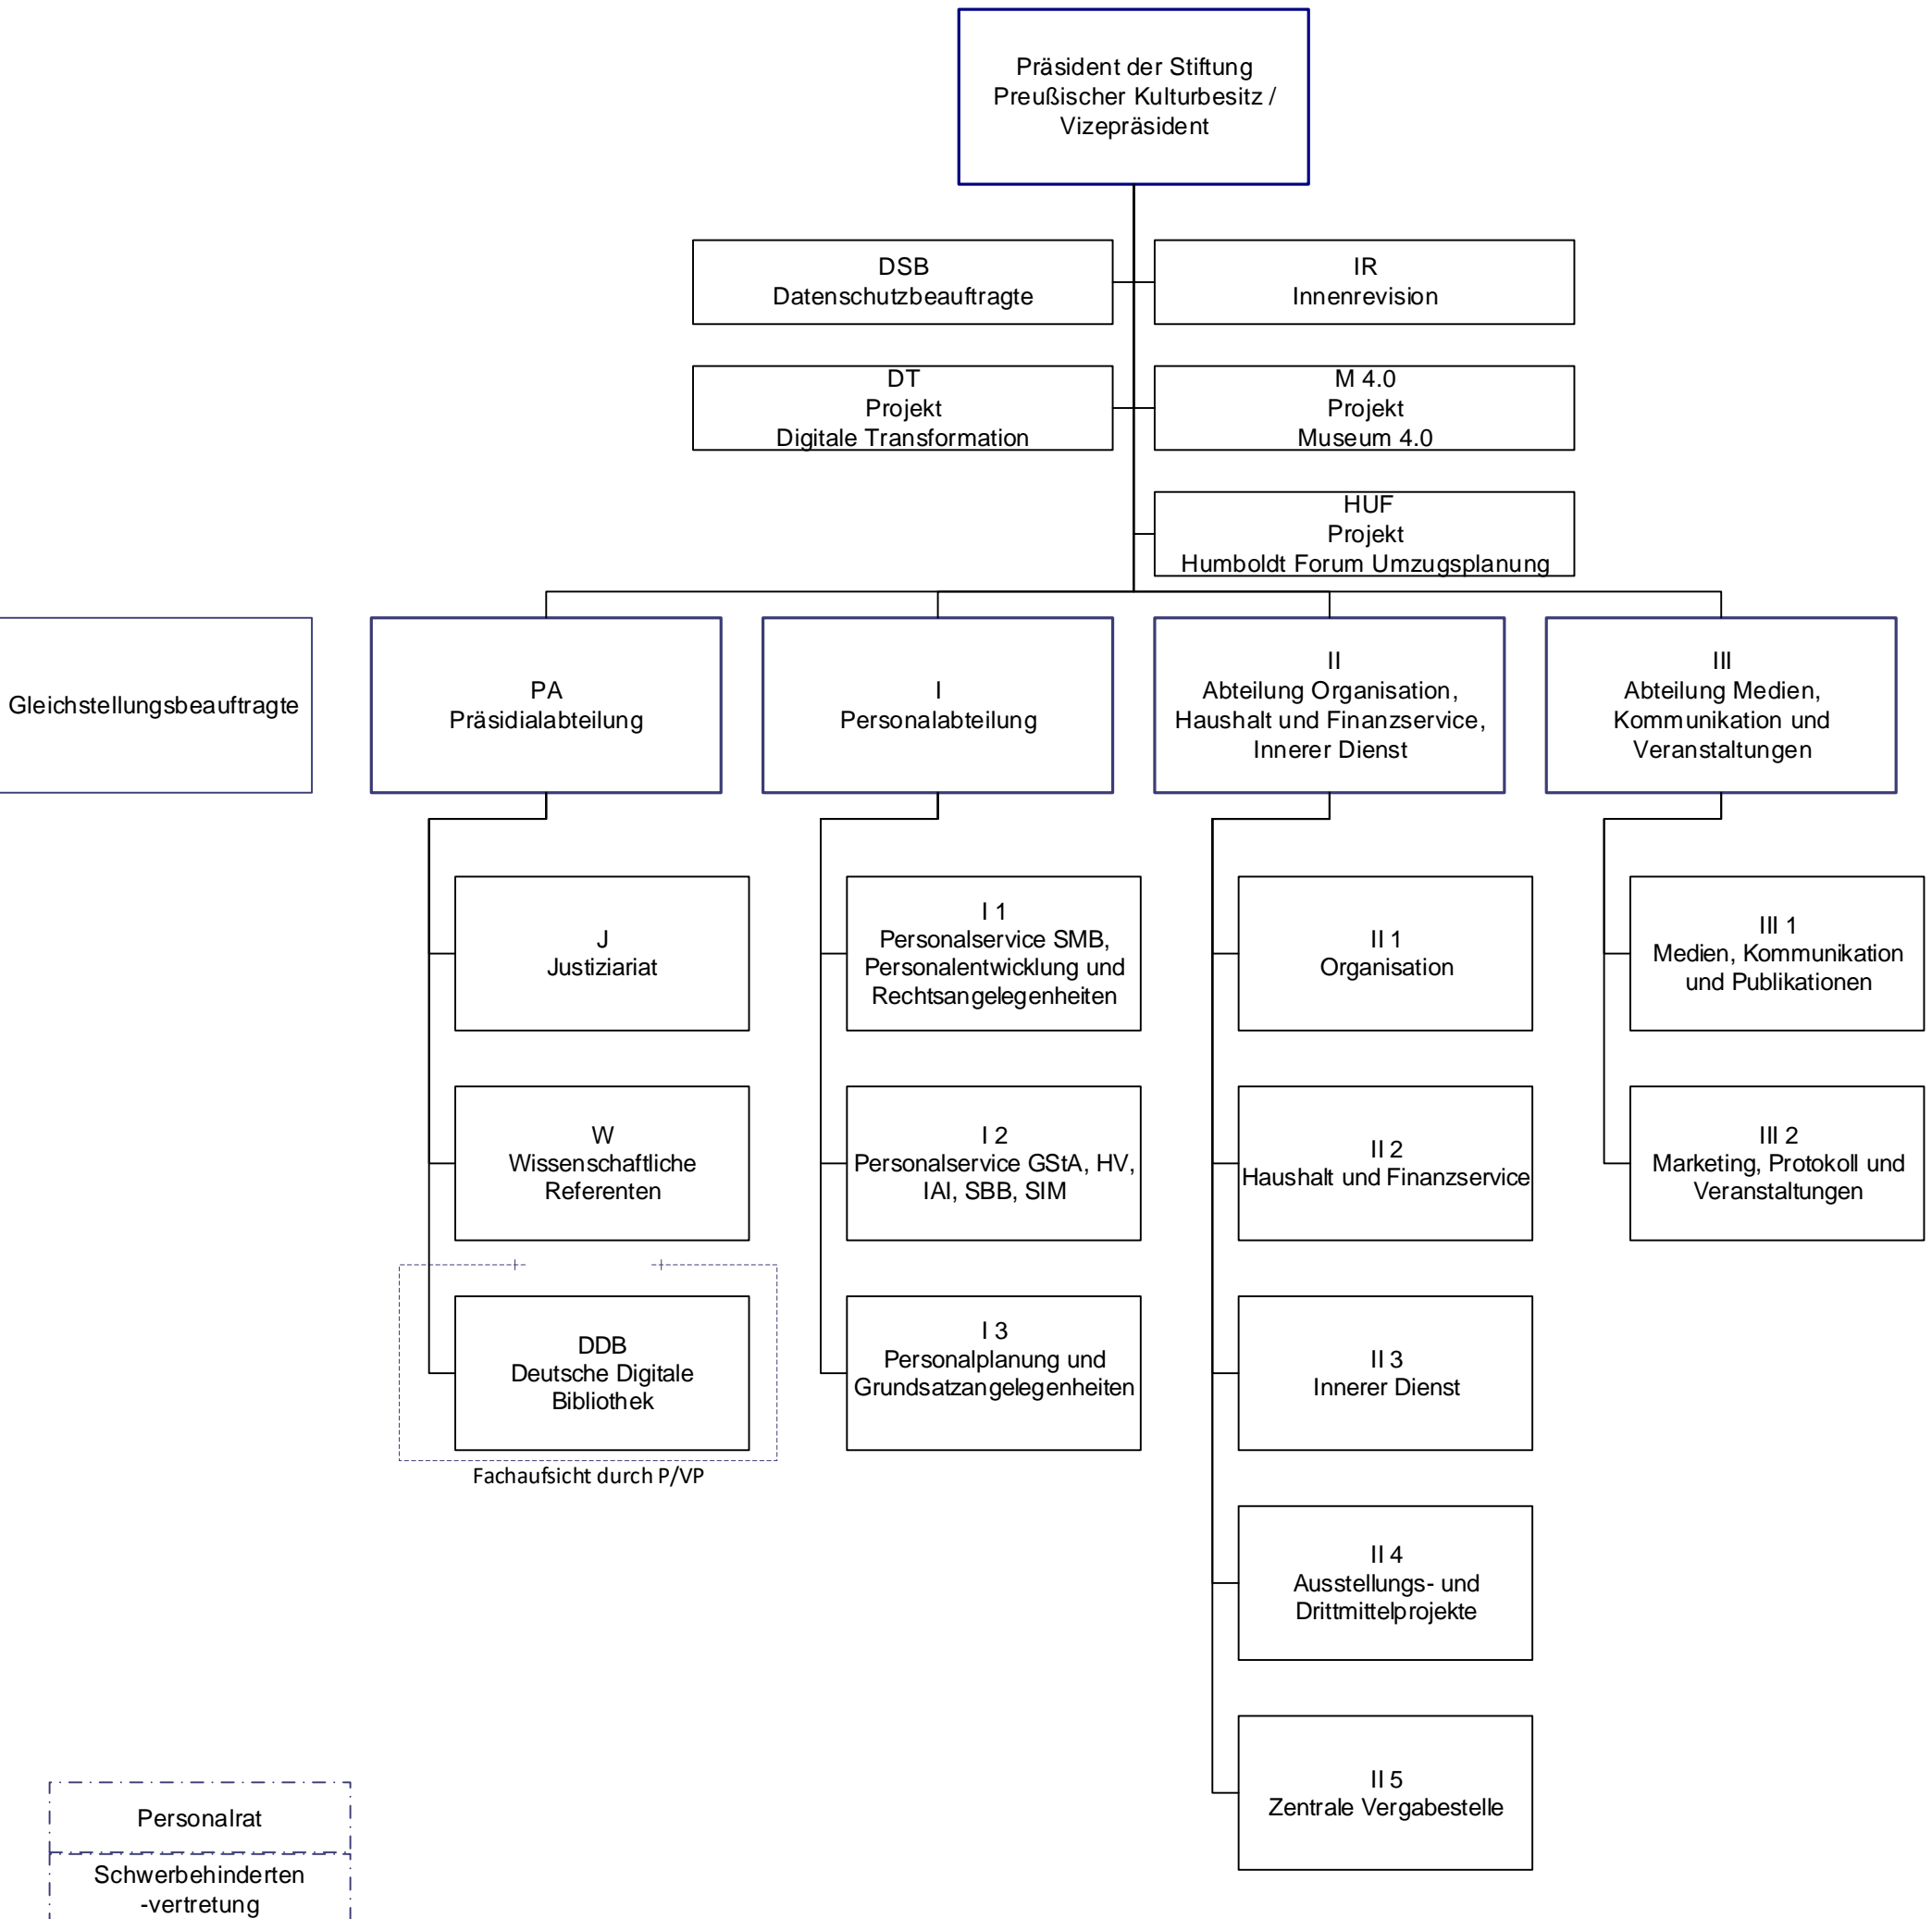 Präsident der Stiftung
Preußischer Kulturbesitz /
Vizepräsident
DSB
Datenschutzbeauftragte
IR
Innenrevision
DT
Projekt
Digitale Transformation
M 4.0
Projekt
Museum 4.0
HUF
Projekt
Humboldt Forum Umzugsplanung
Gleichstellungsbeauftragte
PA
Präsidialabteilung
I
Personalabteilung
II
Abteilung Organisation,
Haushalt und Finanzservice,
Innerer Dienst
III
Abteilung Medien,
Kommunikation und
Veranstaltungen
J
Justiziariat
I 1
Personalservice SMB,
Personalentwicklung und
Rechtsangelegenheiten
II 1
Organisation
III 1
Medien, Kommunikation
und Publikationen
W
Wissenschaftliche
Referenten
I 2
Personalservice GStA, HV,
IAI, SBB, SIM
II 2
Haushalt und Finanzservice
III 2
Marketing, Protokoll und
Veranstaltungen
DDB
Deutsche Digitale
Bibliothek
Fachaufsicht durch P/VP
I 3
Personalplanung und
Grundsatzangelegenheiten
II 3
Innerer Dienst
II 4
Ausstellungs- und
Drittmittelprojekte
II 5
Zentrale Vergabestelle
Personalrat
Schwerbehinderten
-vertretung